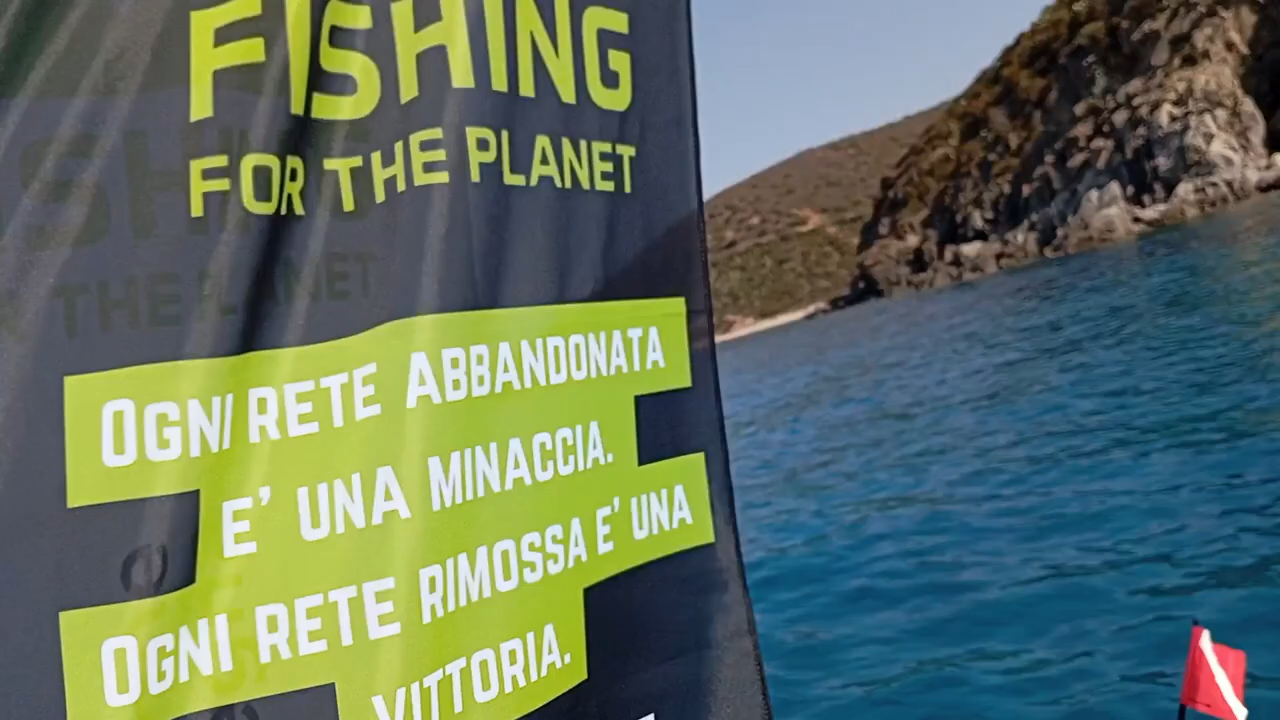 FISHING
FOR THE PLANET
OGNI RETE ABBANDONATA
E' UNA MINACCIA.
OGNI RETE RIMOSSA E' UNA
VITTORIA.